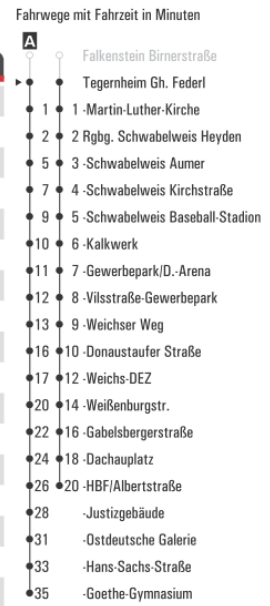 Fahrwege mit Fahrzeit in Minuten
A
Falkenstein Birnerstraße
Tegernheim Gh. Federl
1 1 -Martin-Luther-Kirche
2 2 Rgbg. Schwabelweis Heyden
5 3 -Schwabelweis Aumer
7 4 -Schwabelweis Kirchstraße
9 5 -Schwabelweis Baseball-Stadion
10 6 -Kalkwerk
11 7 -Gewerbepark/D.-Arena
12 8 -Vilsstraße-Gewerbepark
13 9 -Weichser Weg
16 10 -Donaustaufer Straße
17 12 -Weichs-DEZ
20 14 -Weißenburgstr.
22 16 -Gabelsbergerstraße
24 18 -Dachauplatz
26 20 -HBF/Albertstraße
28 -Justizgebäude
31 -Ostdeutsche Galerie
33 -Hans-Sachs-Straße
35 -Goethe-Gymnasium